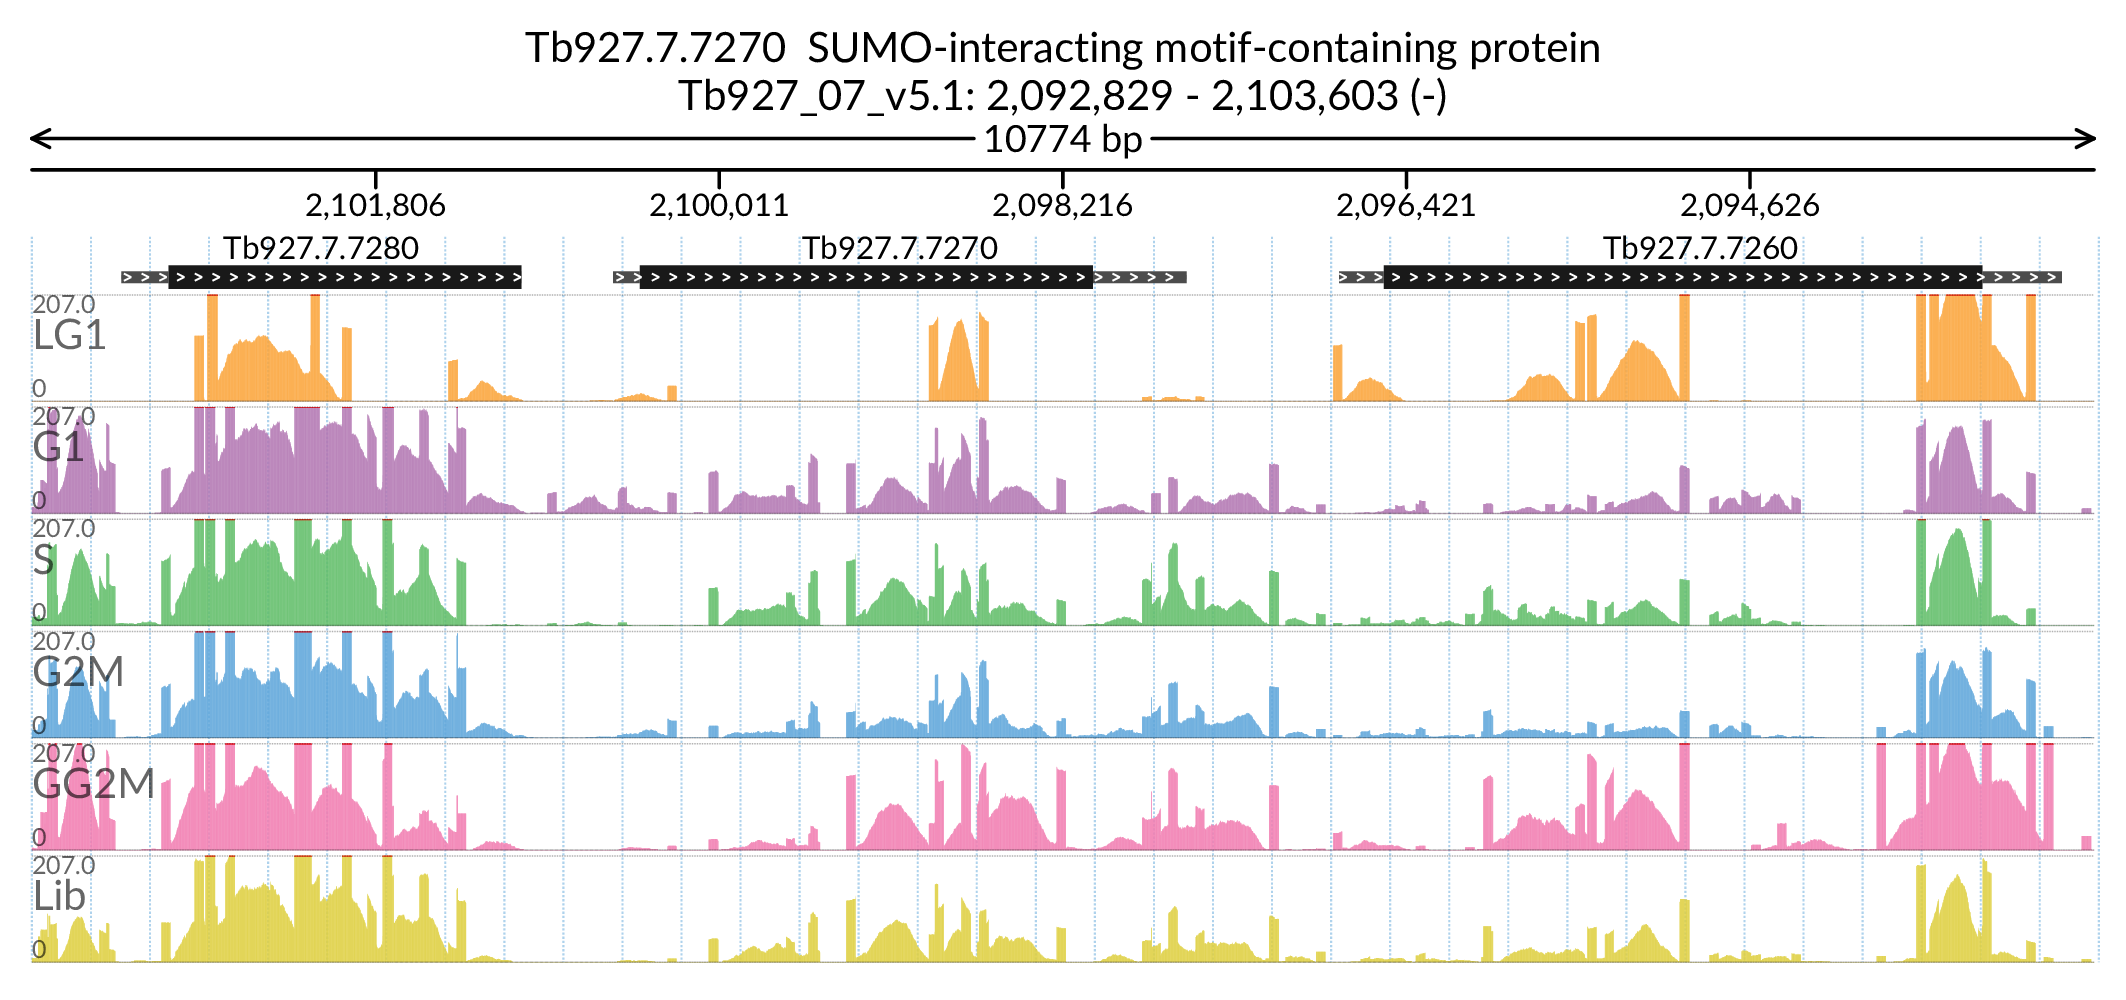 Tb927.7.7270  SUMO-interacting motif-containing protein
Tb927_07_v5.1: 2,092,829 - 2,103,603 (-)
10774 bp
2,101,806 2,100,011 2,098,216 2,096,421 2,094,626
Tb927.7.7280 Tb927.7.7270 Tb927.7.7260
207.0
LG1
0
207.0
G1
0
207.0
S
0
207.0
G2M
0
207.0
GG2M
0
207.0
Lib
0